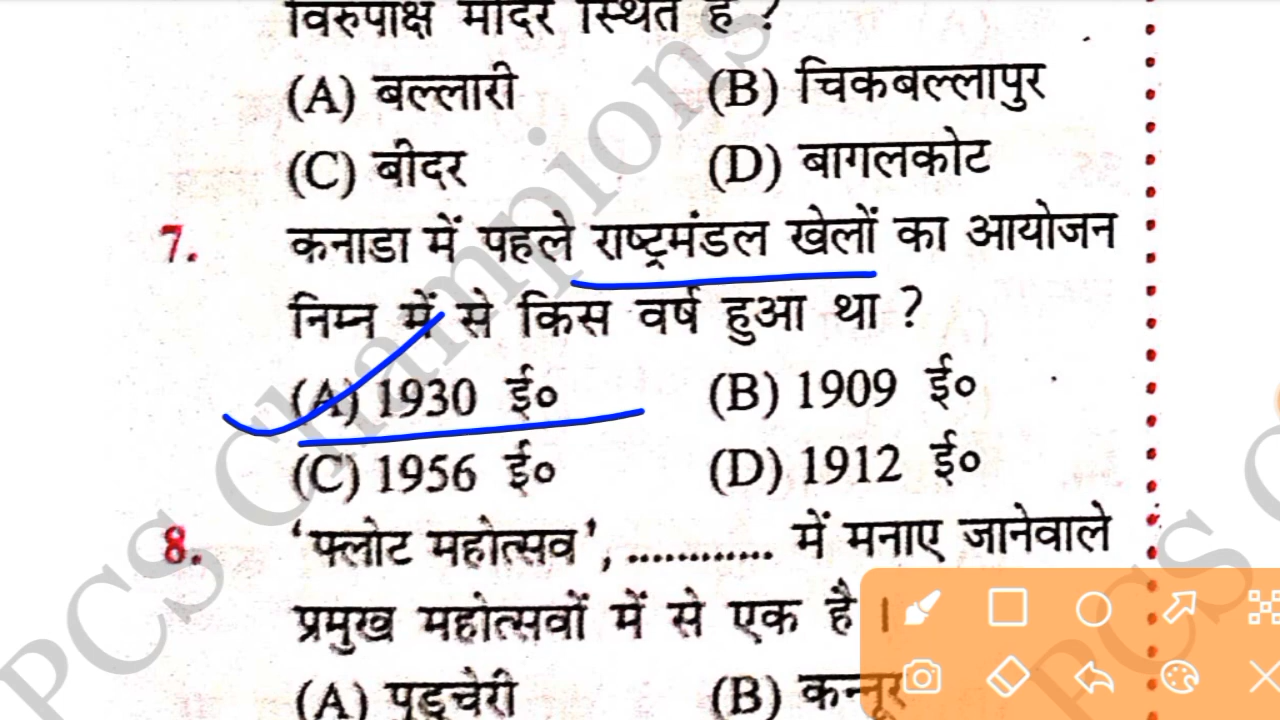 विरुपाक्ष मंदिर स्थित है ?
(A) बल्लारी (B) चिकबल्लापुर
(C) बीदर (D) बागलकोट
7. कनाडा में पहले राष्ट्रमंडल खेलों का आयोजन
निम्न में से किस वर्ष हुआ था ?
(A) 1930 ई० (B) 1909 ई०
(C) 1956 ई० (D) 1912 ई०
8. ‘फ्लोट महोत्सव’, ............ में मनाए जानेवाले
प्रमुख महोत्सवों में से एक है ।
(A) पुडुचेरी (B) कन्नूर
PCS Champions
PCS C